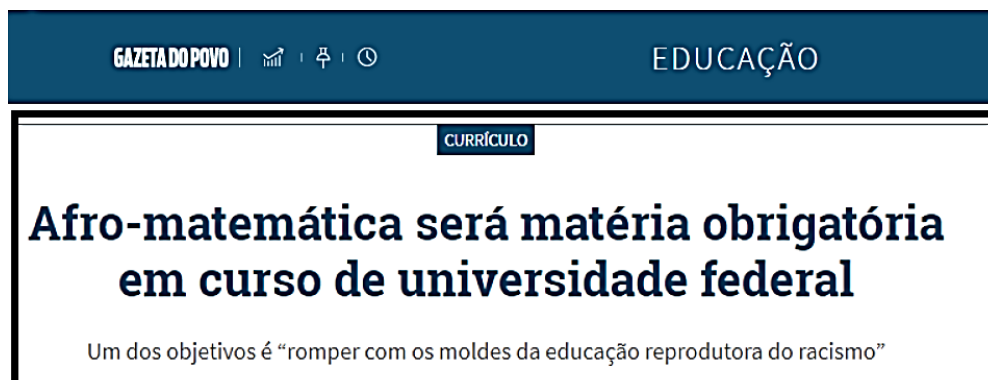 GAZETA DO POVO
EDUCAÇÃO
CURRÍCULO
Afro-matemática será matéria obrigatória
em curso de universidade federal
Um dos objetivos é “romper com os moldes da educação reprodutora do racismo”